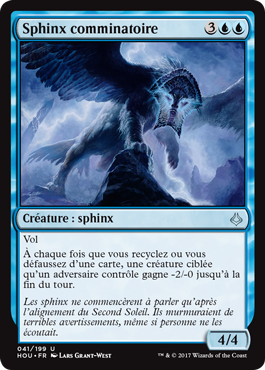 Sphinx comminatoire 3
Créature : sphinx
Vol
À chaque fois que vous recyclez ou vous
défaussez d'une carte, une créature ciblée
qu'un adversaire contrôle gagne -2/-0 jusqu'à la
fin du tour.
Les sphinx ne commencèrent à parler qu'après
l'alignement du Second Soleil. Ils murmuraient de
terribles avertissements, même si personne ne les
écoutait.
4/4
041/199 U
HOU • FR Lars Grant-West
™ & © 2017 Wizards of the Coast